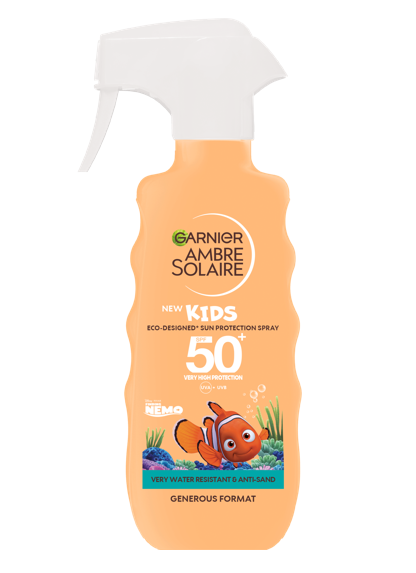 GARNIER
AMBRE
SOLAIRE
NEW KIDS
ECO-DESIGNED* SUN PROTECTION SPRAY
SPF
50+
VERY HIGH PROTECTION
UVA + UVB
NEMO
VERY WATER RESISTANT & ANTI-SAND
GENEROUS FORMAT